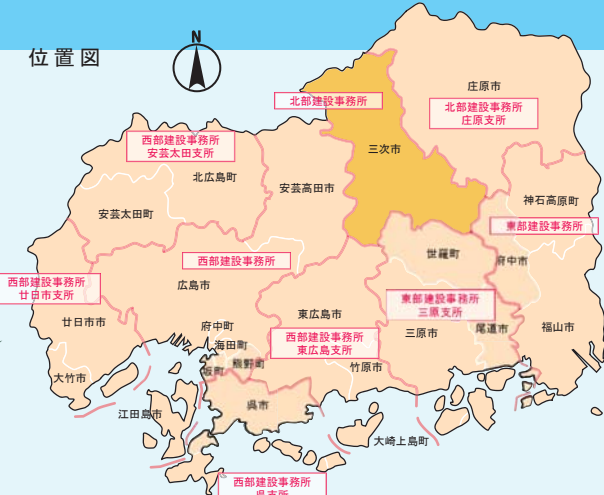 位置図
N
庄原市
北部建設事務所
北部建設事務所
庄原支所
西部建設事務所
安芸太田支所
三次市
北広島町
安芸高田市
神石高原町
安芸太田町
東部建設事務所
世羅町
府中市
西部建設事務所
西部建設事務所
廿日市支所
広島市
東部建設事務所
三原支所
東広島市
廿日市市
府中町
尾道市
福山市
三原市
西部建設事務所
東広島支所
海田町
熊野町
坂町
竹原市
大竹市
呉市
江田島市
大崎上島町
西部建設事務所
呉支所